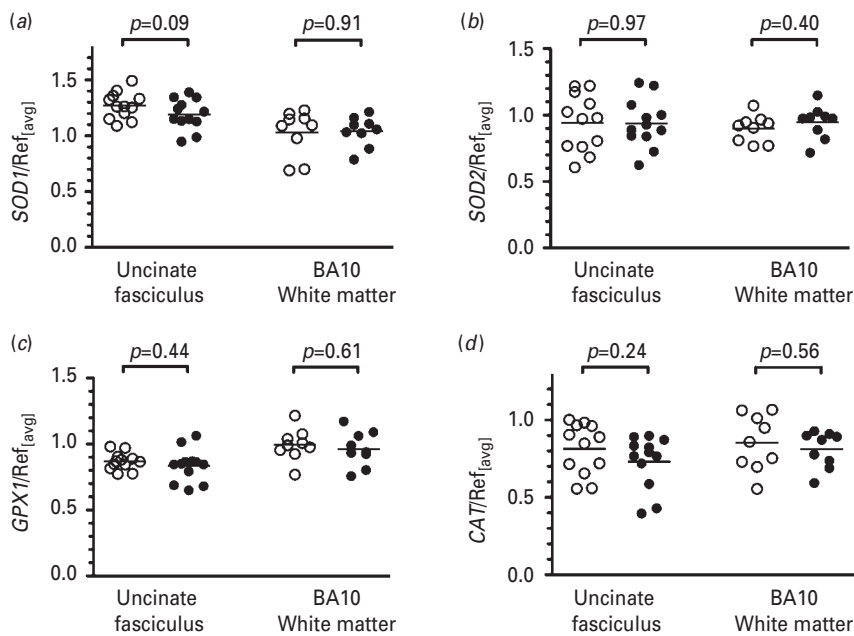 (a)
p=0.09
p=0.91
SOD1/Ref[avg]
1.5
1.0
0.5
0.0
Uncinate
fasciculus
BA10
White matter
(b)
p=0.97
p=0.40
SOD2/Ref[avg]
1.5
1.0
0.5
0.0
Uncinate
fasciculus
BA10
White matter
(c)
p=0.44
p=0.61
GPX1/Ref[avg]
1.5
1.0
0.5
0.0
Uncinate
fasciculus
BA10
White matter
(d)
p=0.24
p=0.56
CAT/Ref[avg]
1.0
0.5
0.0
Uncinate
fasciculus
BA10
White matter